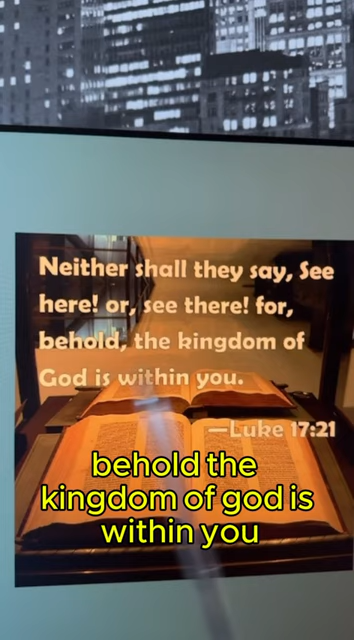 Neither shall they say, See
here! or, see there! for,
behold, the kingdom of
God is within you.
—Luke 17:21
behold the
kingdom of god is
within you